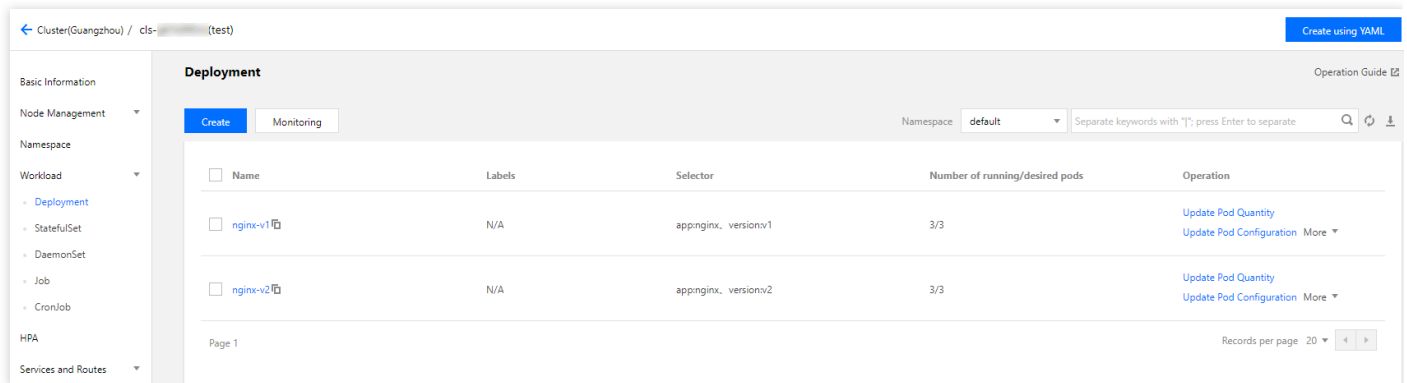 Cluster(Guangzhou) / cls- (test)
Create using YAML
Basic Information
Node Management
Namespace
Workload
Deployment
StatefulSet
DaemonSet
Job
CronJob
HPA
Services and Routes
Deployment
Operation Guide
Create Monitoring
Namespace default Separate keywords with "|"; press Enter to separate
Name Labels Selector Number of running/desired pods Operation
nginx-v1 N/A app:nginx、version:v1 3/3
Update Pod Quantity
Update Pod Configuration More
nginx-v2 N/A app:nginx、version:v2 3/3
Update Pod Quantity
Update Pod Configuration More
Page 1
Records per page 20